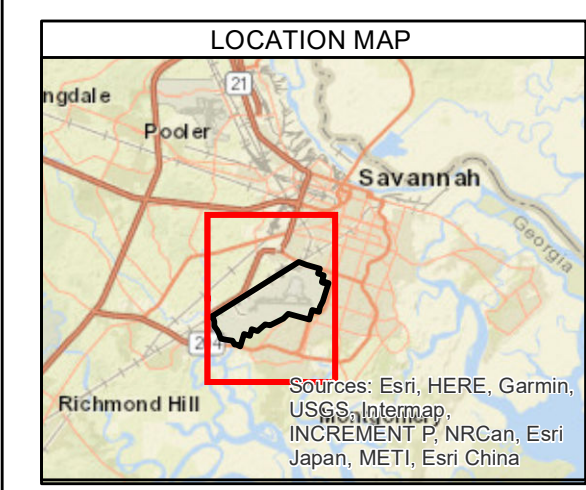 LOCATION MAP
21
ngdale
Pooler
Savannah
Georgia
Richmond Hill
Sources: Esri, HERE, Garmin,
USGS, Intermap,
INCREMENT P, NRCan, Esri
Japan, METI, Esri China